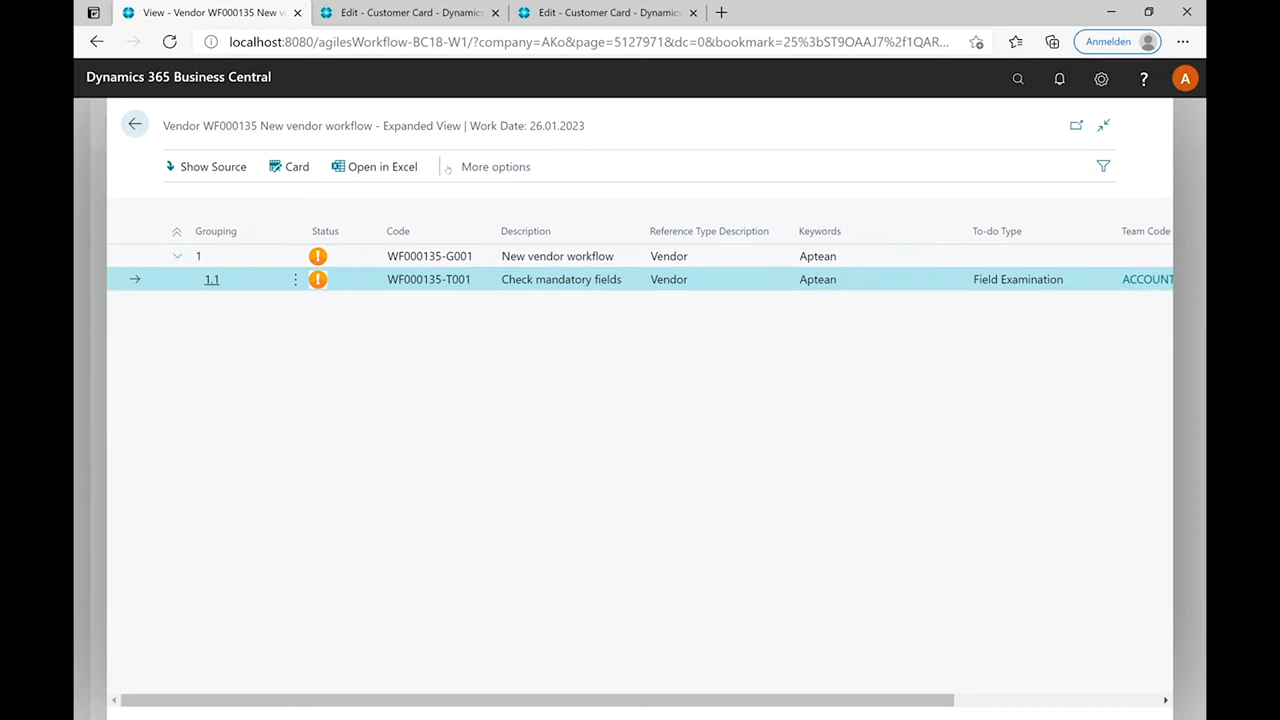 View - Vendor WF000135 New v
Edit - Customer Card - Dynamics
Edit - Customer Card - Dynamics
localhost:8080/agilesWorkflow-BC18-W1/?company=AKo&page=5127971&dc=0&bookmark=25%3bST9OAAJ7%2f1QAR...
Anmelden
Dynamics 365 Business Central
? A
Vendor WF000135 New vendor workflow - Expanded View | Work Date: 26.01.2023
Show Source Card Open in Excel More options
Grouping Status Code Description Reference Type Description Keywords To-do Type Team Code
1 ! WF000135-G001 New vendor workflow Vendor Aptean
1.1 ! WF000135-T001 Check mandatory fields Vendor Aptean Field Examination ACCOUNT